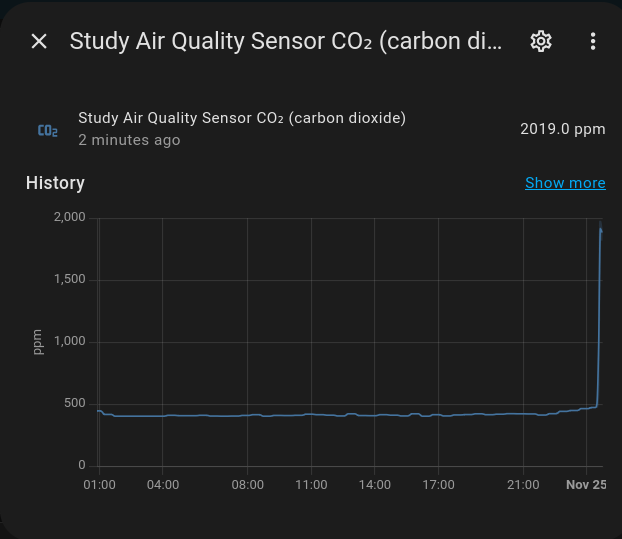 Study Air Quality Sensor CO₂ (carbon di...
CO₂
Study Air Quality Sensor CO₂ (carbon dioxide)
2 minutes ago
2019.0 ppm
History
Show more
2,000
1,500
1,000
500
0
ppm
01:00 04:00 08:00 11:00 14:00 17:00 21:00 Nov 25